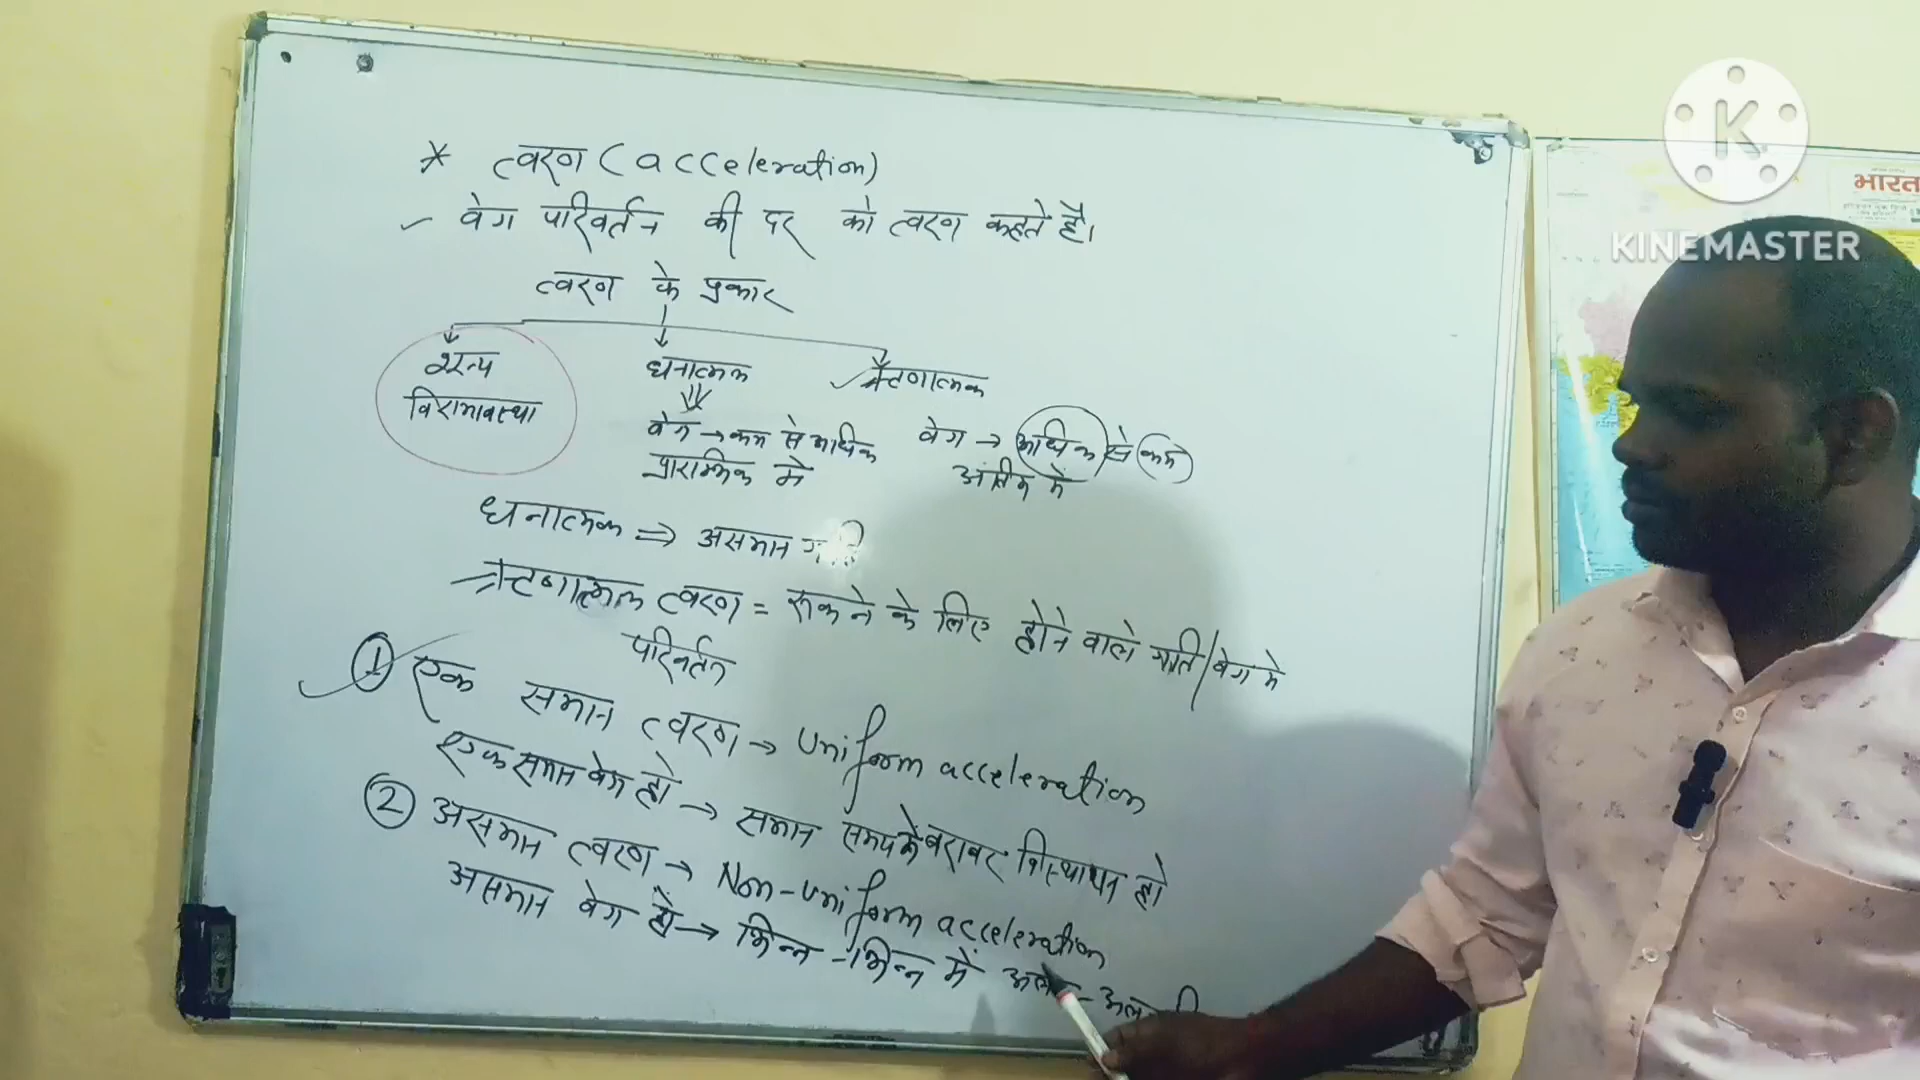 * त्वरण (acceleration)
✓ वेग परिवर्तन की दर को त्वरण कहते है।
त्वरण के प्रकार
शून्य धनात्मक ✓ ऋणात्मक
विरामावस्था
वेग → कम से अधिक वेग → अधिक से कम
प्रारम्भिक में अंतिम में
धनात्मक ⇒ असमान गति
ऋणात्मक त्वरण = रूकने के लिए होने वाले गति/वेग मे
परिवर्तन
① एक समान त्वरण → Uniform acceleration
एक समान वेग हो → समान समय में बराबर विस्थापन हो
② असमान त्वरण → Non-Uniform acceleration
असमान वेग हो → भिन्न-भिन्न में अलग-अलग
K
KINEMASTER
भारत